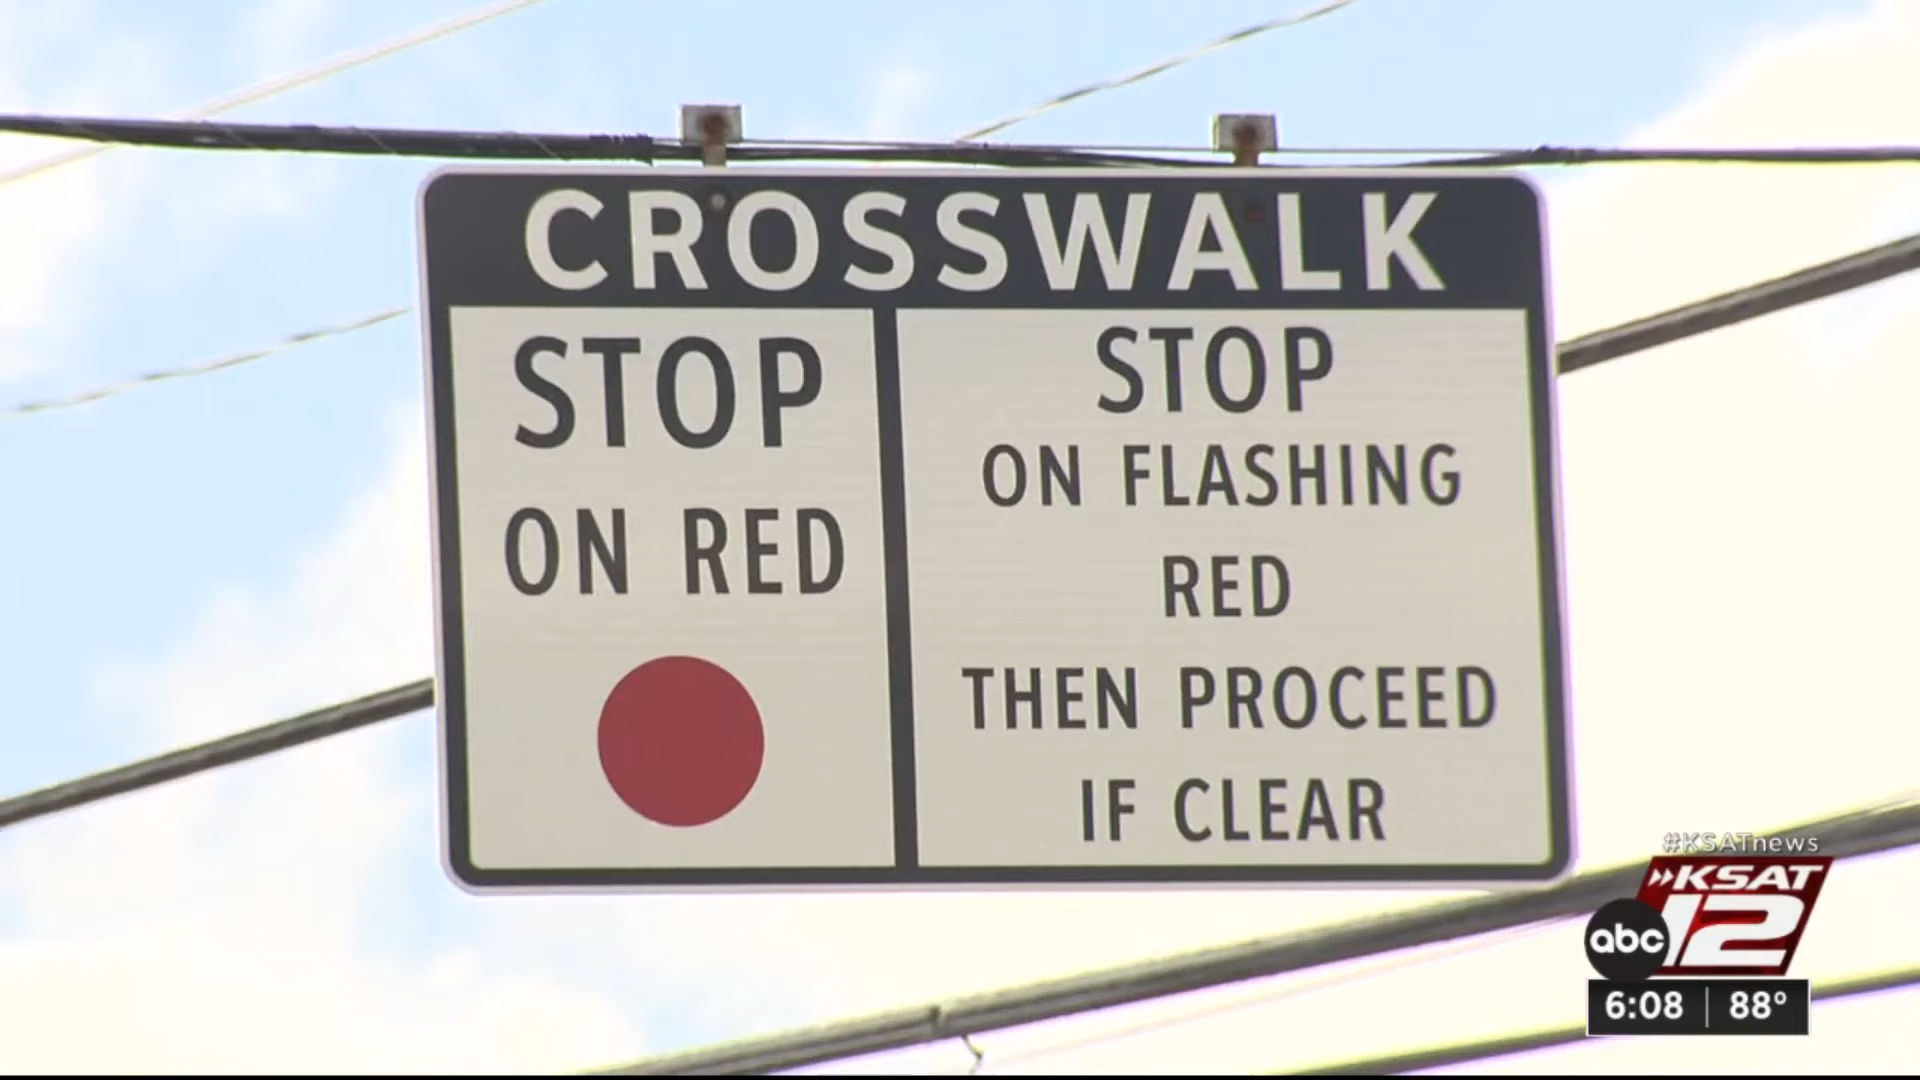 CROSSWALK
STOP
ON RED
STOP
ON FLASHING
RED
THEN PROCEED
IF CLEAR
#KSATnews
KSAT
12
abc
6:08 88°